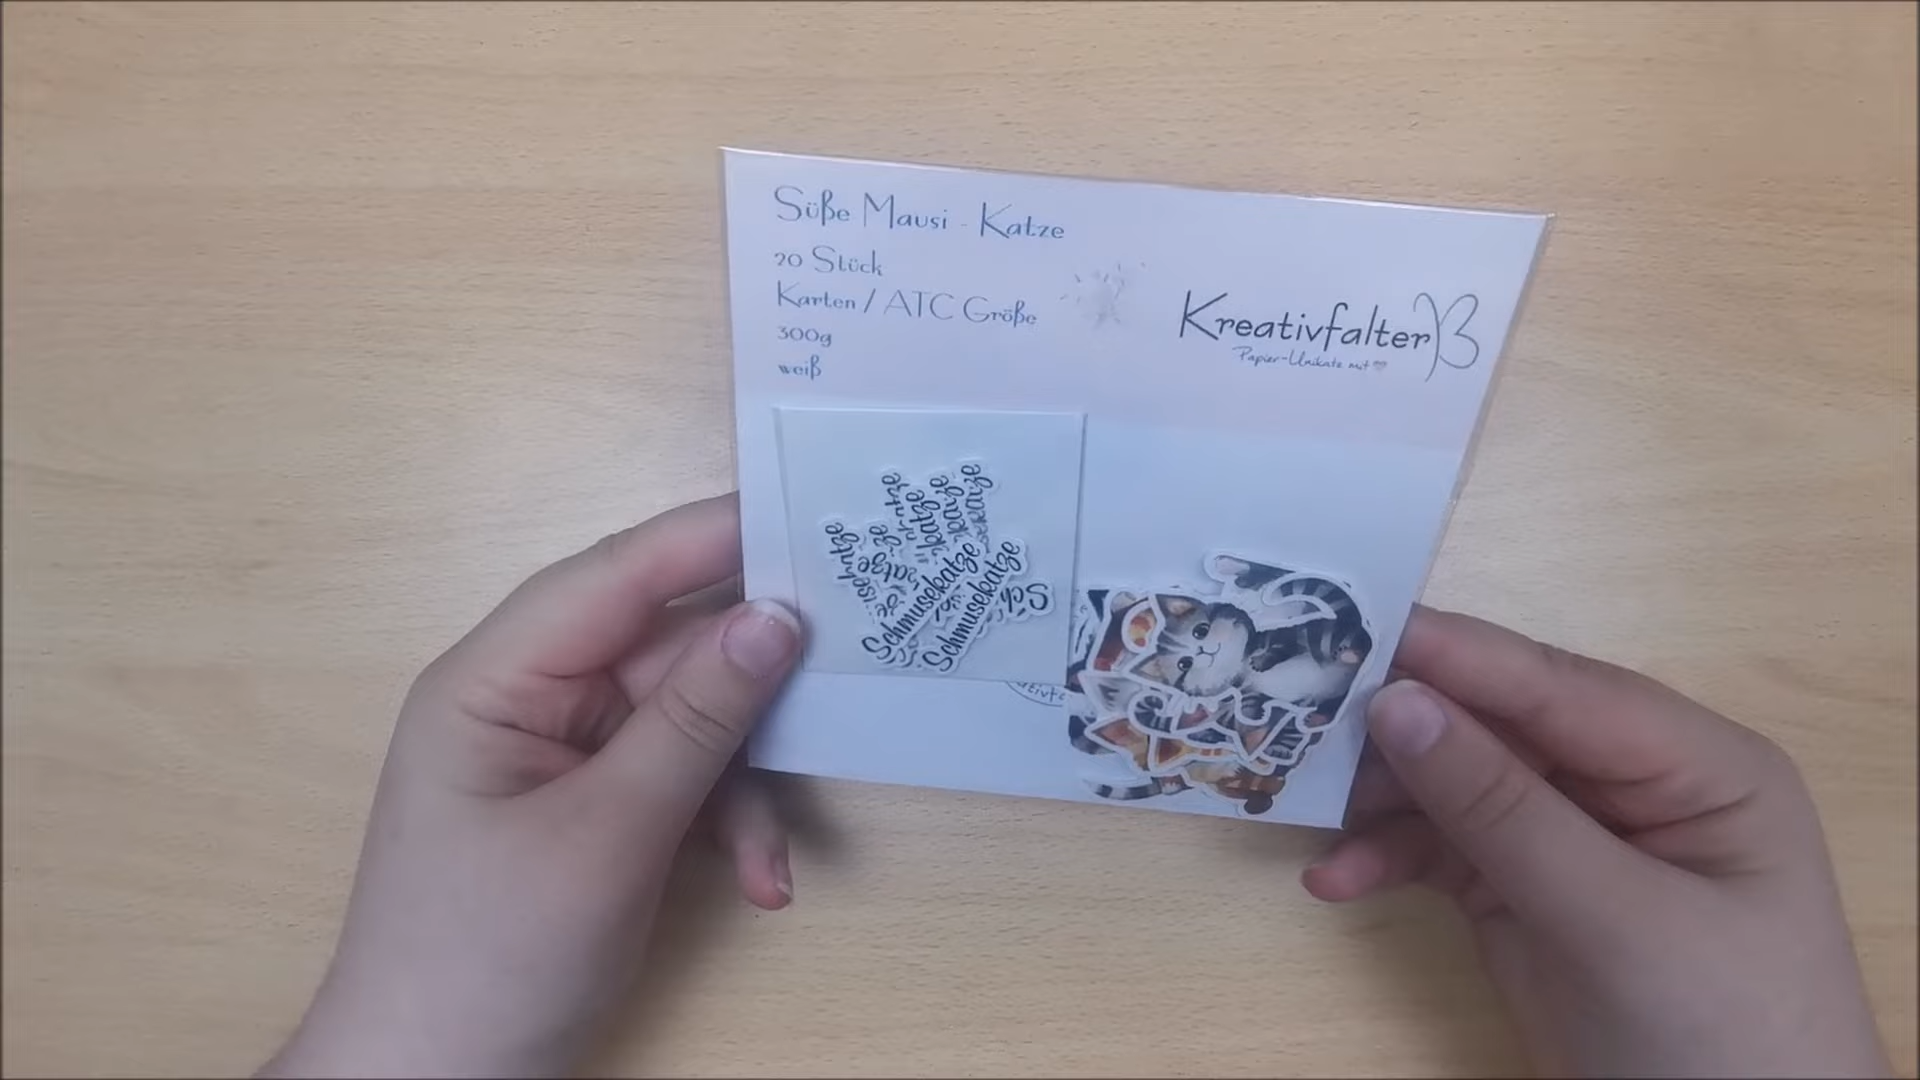 Süße Mausi - Katze
20 Stück
Karten / ATC Größe
300g
weiß
Kreativfalter
Papier-Unikate mit
Schmusekatze
Schmusekatze